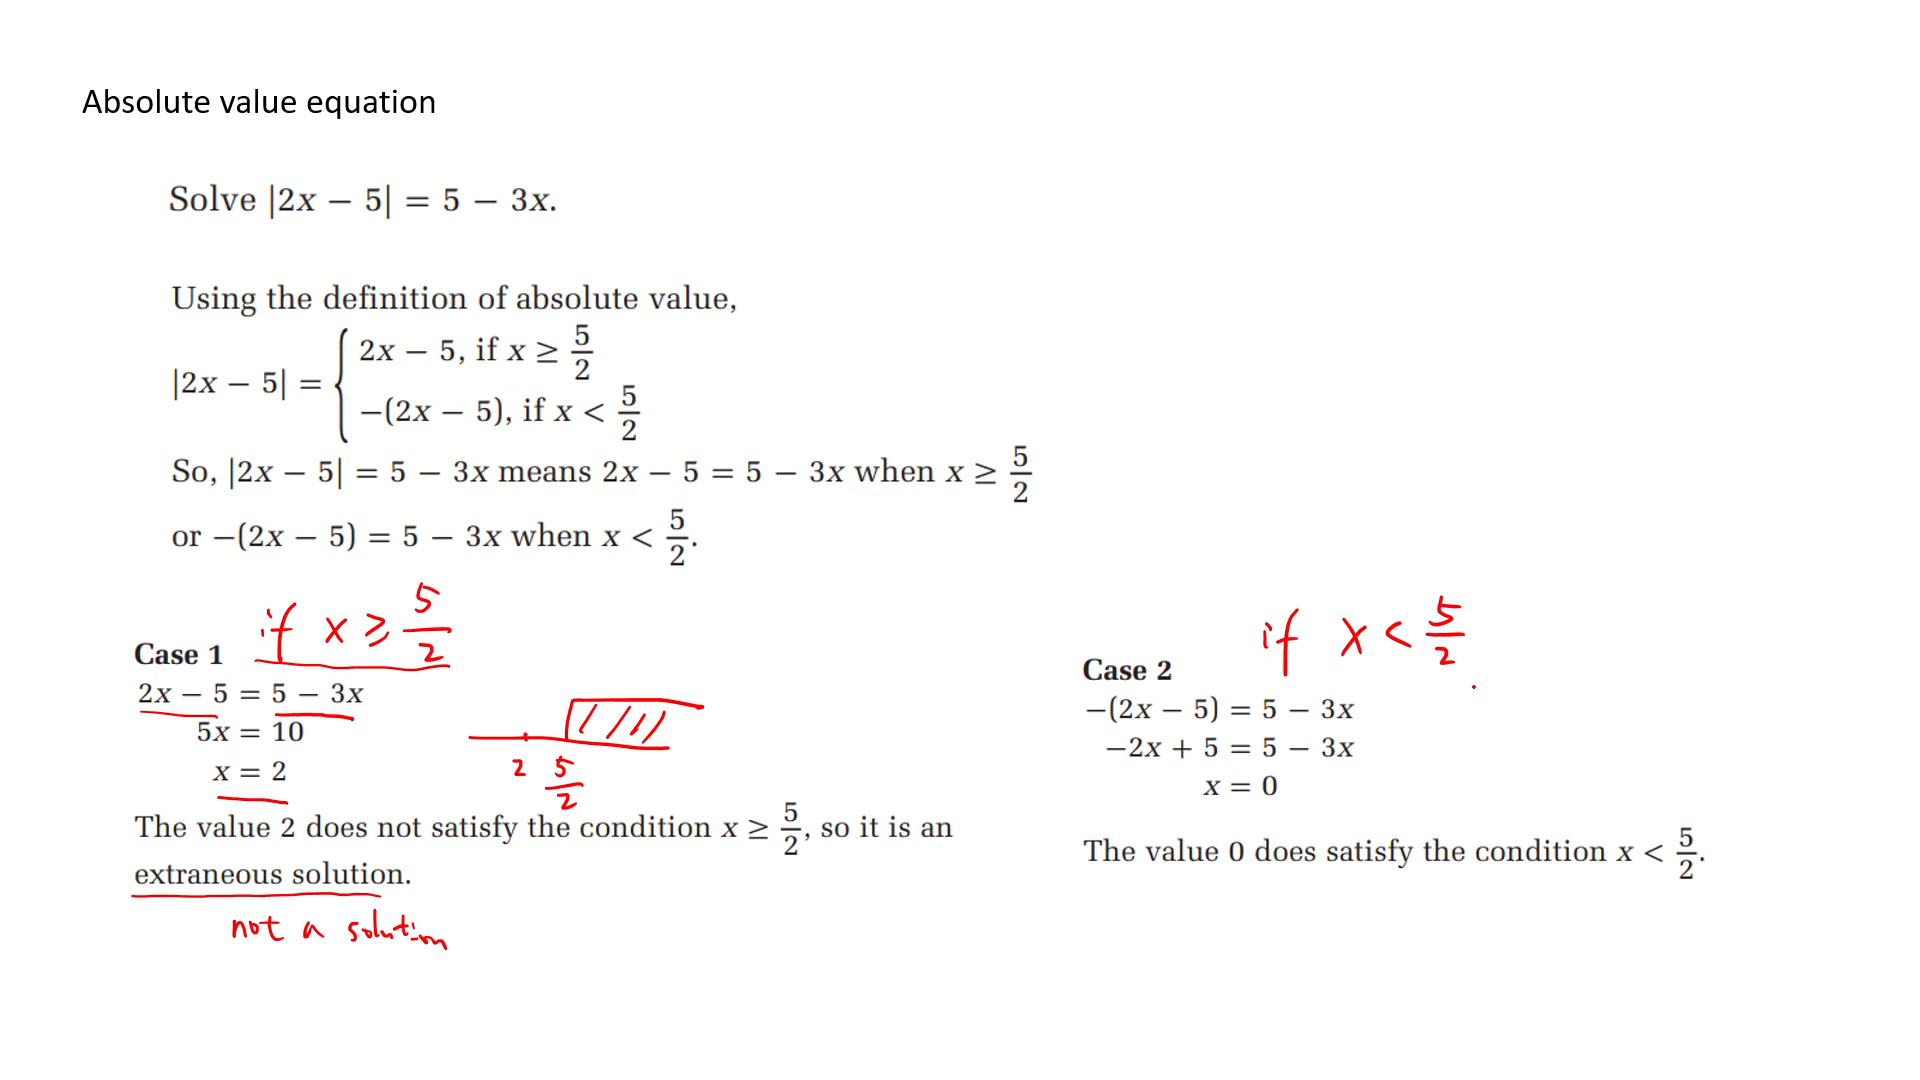 Absolute value equation
Solve |2x − 5| = 5 − 3x.
Using the definition of absolute value,
|2x − 5| = { 2x − 5, if x ≥ 5/2
−(2x − 5), if x < 5/2
So, |2x − 5| = 5 − 3x means 2x − 5 = 5 − 3x when x ≥ 5/2
or −(2x − 5) = 5 − 3x when x < 5/2.
Case 1 if x ≥ 5/2
2x − 5 = 5 − 3x
5x = 10
x = 2
2 5/2
The value 2 does not satisfy the condition x ≥ 5/2, so it is an
extraneous solution.
not a solution
Case 2 if x < 5/2
−(2x − 5) = 5 − 3x
−2x + 5 = 5 − 3x
x = 0
The value 0 does satisfy the condition x < 5/2.